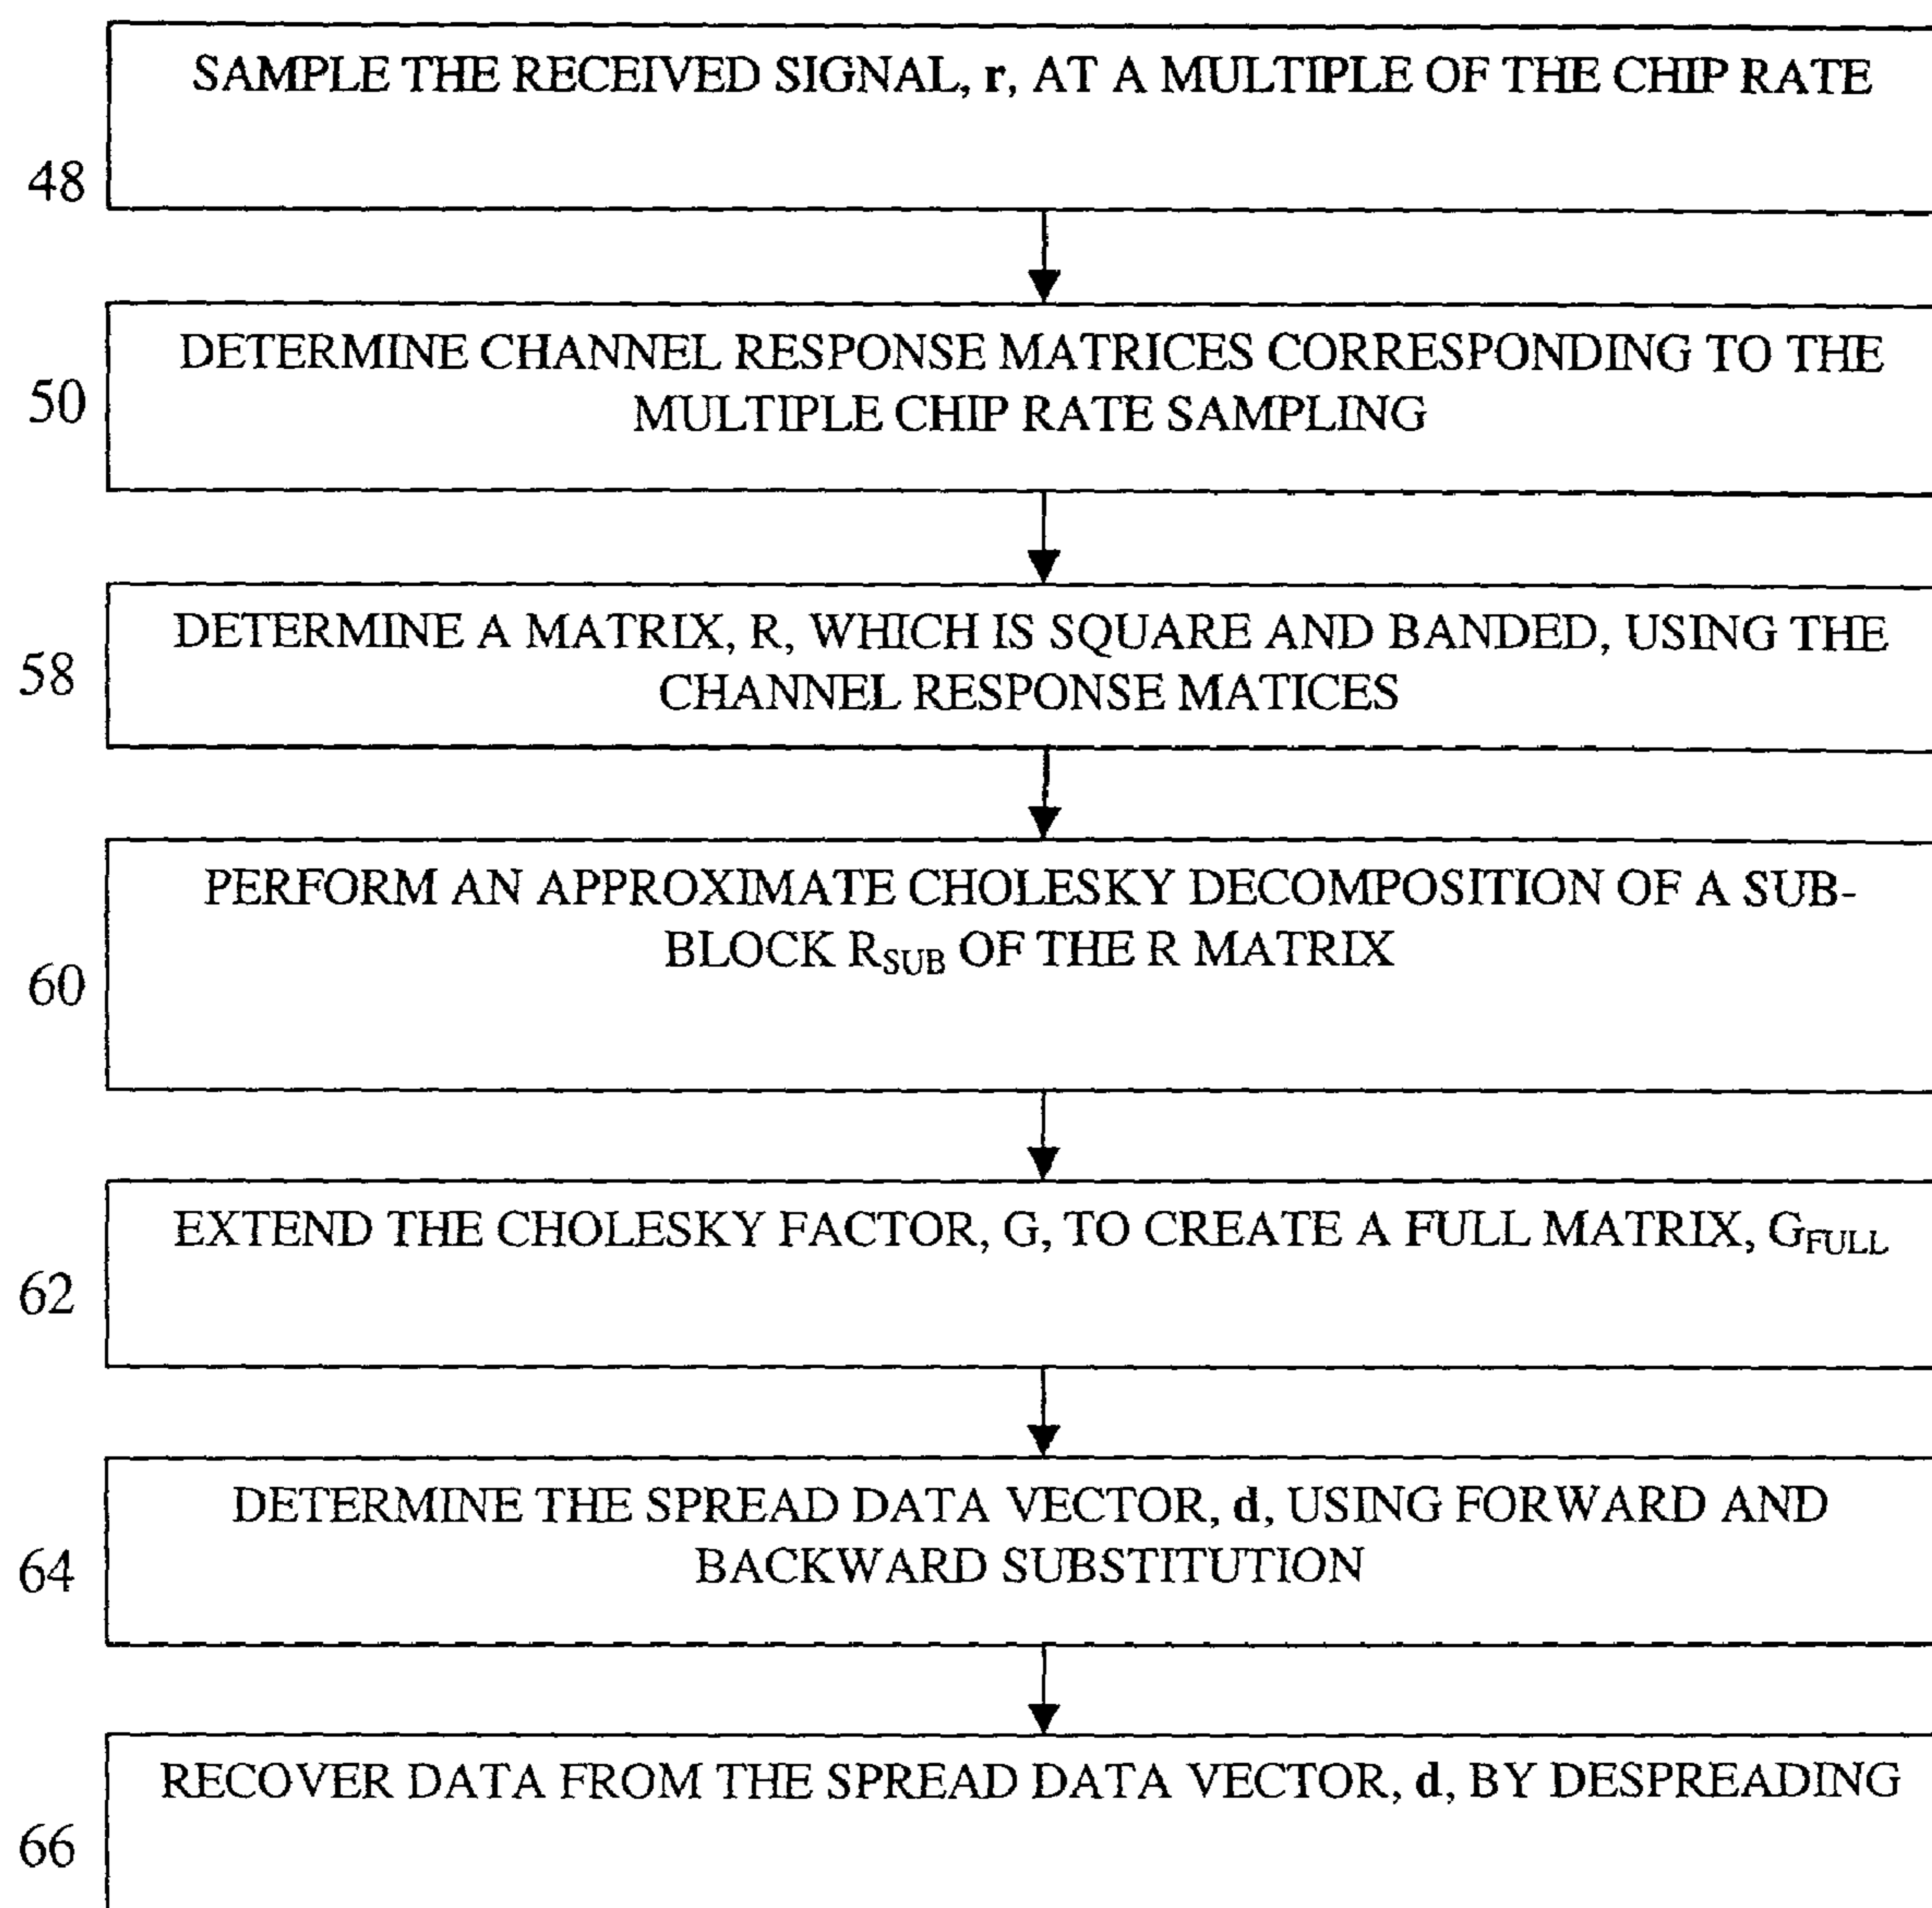 SAMPLE THE RECEIVED SIGNAL, r, AT A MULTIPLE OF THE CHIP RATE
48
DETERMINE CHANNEL RESPONSE MATRICES CORRESPONDING TO THE
MULTIPLE CHIP RATE SAMPLING
50
DETERMINE A MATRIX, R, WHICH IS SQUARE AND BANDED, USING THE
CHANNEL RESPONSE MATICES
58
PERFORM AN APPROXIMATE CHOLESKY DECOMPOSITION OF A SUB-
BLOCK RSUB OF THE R MATRIX
60
EXTEND THE CHOLESKY FACTOR, G, TO CREATE A FULL MATRIX, GFULL
62
DETERMINE THE SPREAD DATA VECTOR, d, USING FORWARD AND
BACKWARD SUBSTITUTION
64
RECOVER DATA FROM THE SPREAD DATA VECTOR, d, BY DESPREADING
66